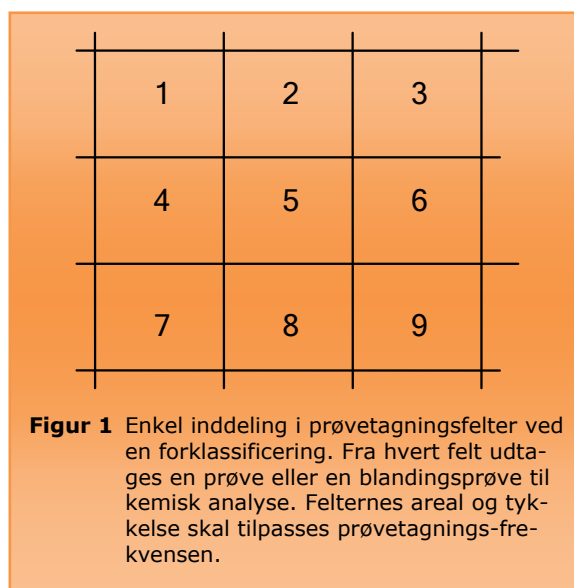 1 2 3
4 5 6
7 8 9
Figur 1 Enkel inddeling i prøvetagningsfelter ved
en forklassificering. Fra hvert felt udta-
ges en prøve eller en blandingsprøve til
kemisk analyse. Felternes areal og tyk-
kelse skal tilpasses prøvetagnings-fre-
kvensen.